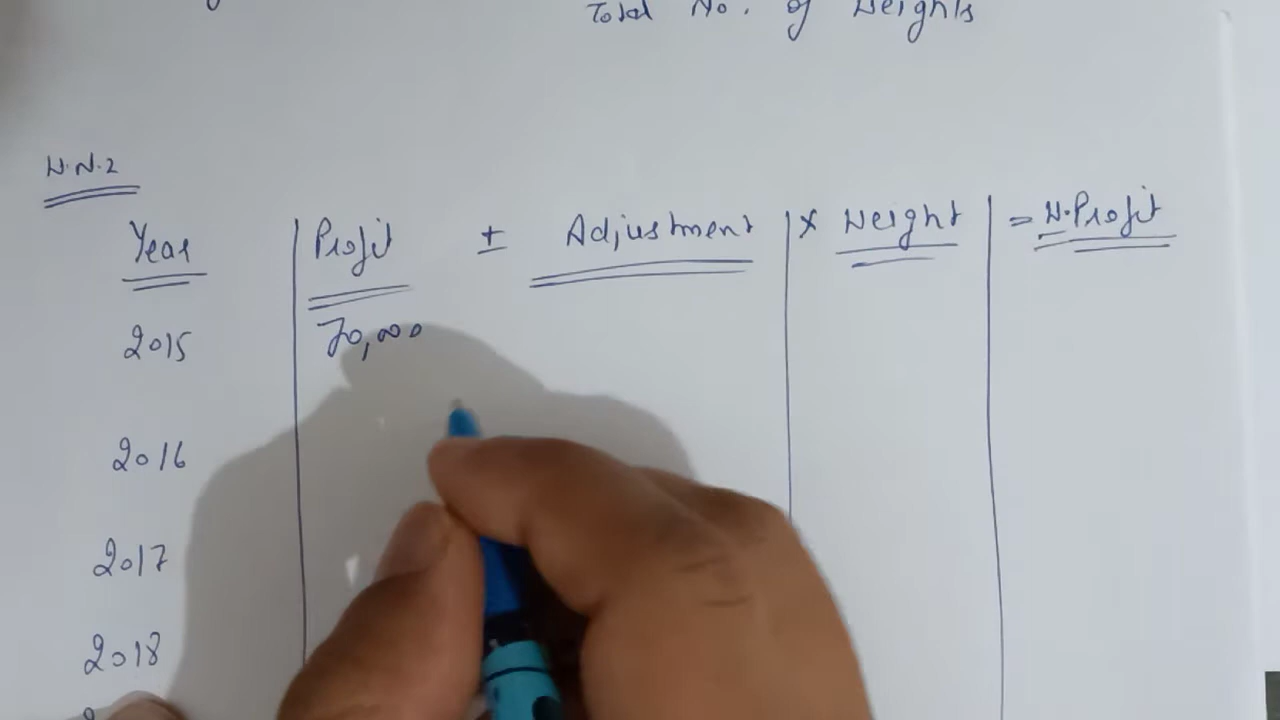 Total No. of Weights
W.N.2
Year Profit ± Adjustment × Weight = W.Profit
2015 70,000
2016
2017
2018